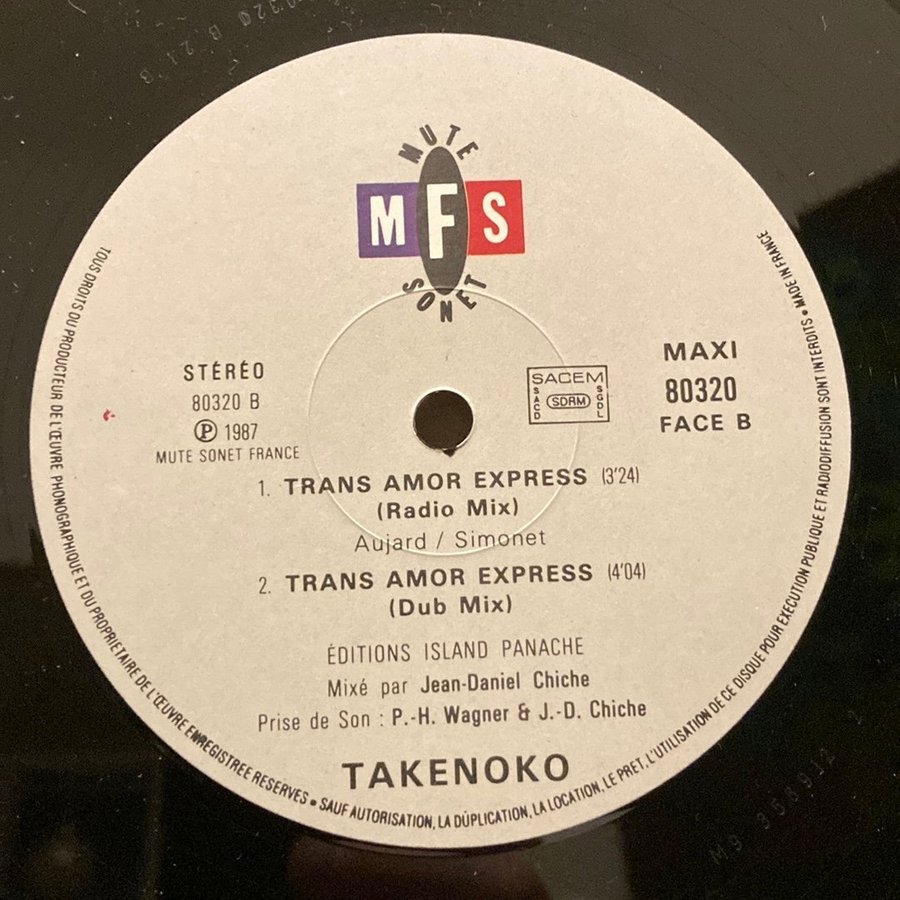 MUTE
MFS
SONET
STÉRÉO
80320 B
Ⓟ 1987
MUTE SONET FRANCE
SACEM
SACD
SDRM
SGDL
MAXI
80320
FACE B
1. TRANS AMOR EXPRESS (3'24)
(Radio Mix)
Aujard / Simonet
2. TRANS AMOR EXPRESS (4'04)
(Dub Mix)
ÉDITIONS ISLAND PANACHE
Mixé par Jean-Daniel Chiche
Prise de Son : P.-H. Wagner & J.-D. Chiche
TAKENOKO
TOUS DROITS DU PRODUCTEUR DE L'ŒUVRE PHONOGRAPHIQUE ET DU PROPRIETAIRE DE L'ŒUVRE ENREGISTREE RESERVES • SAUF AUTORISATION, LA DUPLICATION, LA LOCATION, LE PRET, L'UTILISATION DE CE DISQUE POUR EXECUTION PUBLIQUE ET RADIODIFFUSION SONT INTERDITS • MADE IN FRANCE